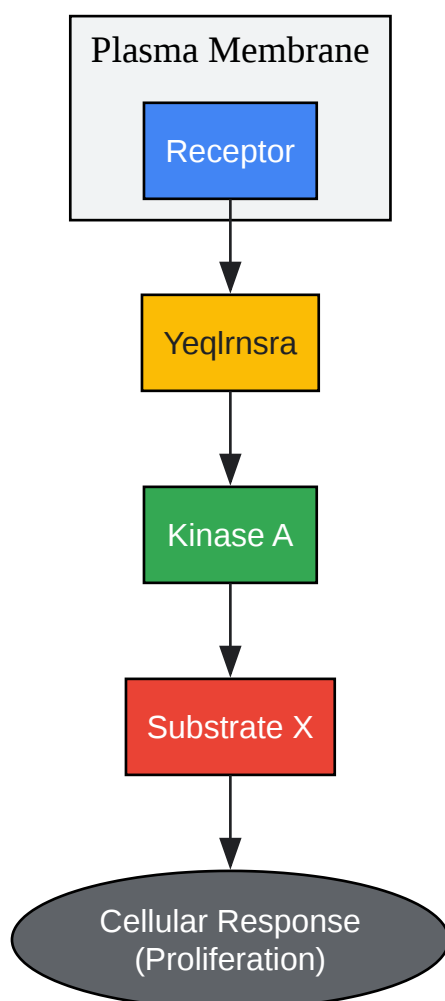 Plasma Membrane
Receptor
Yeqlrnsra
Kinase A
Substrate X
Cellular Response
(Proliferation)